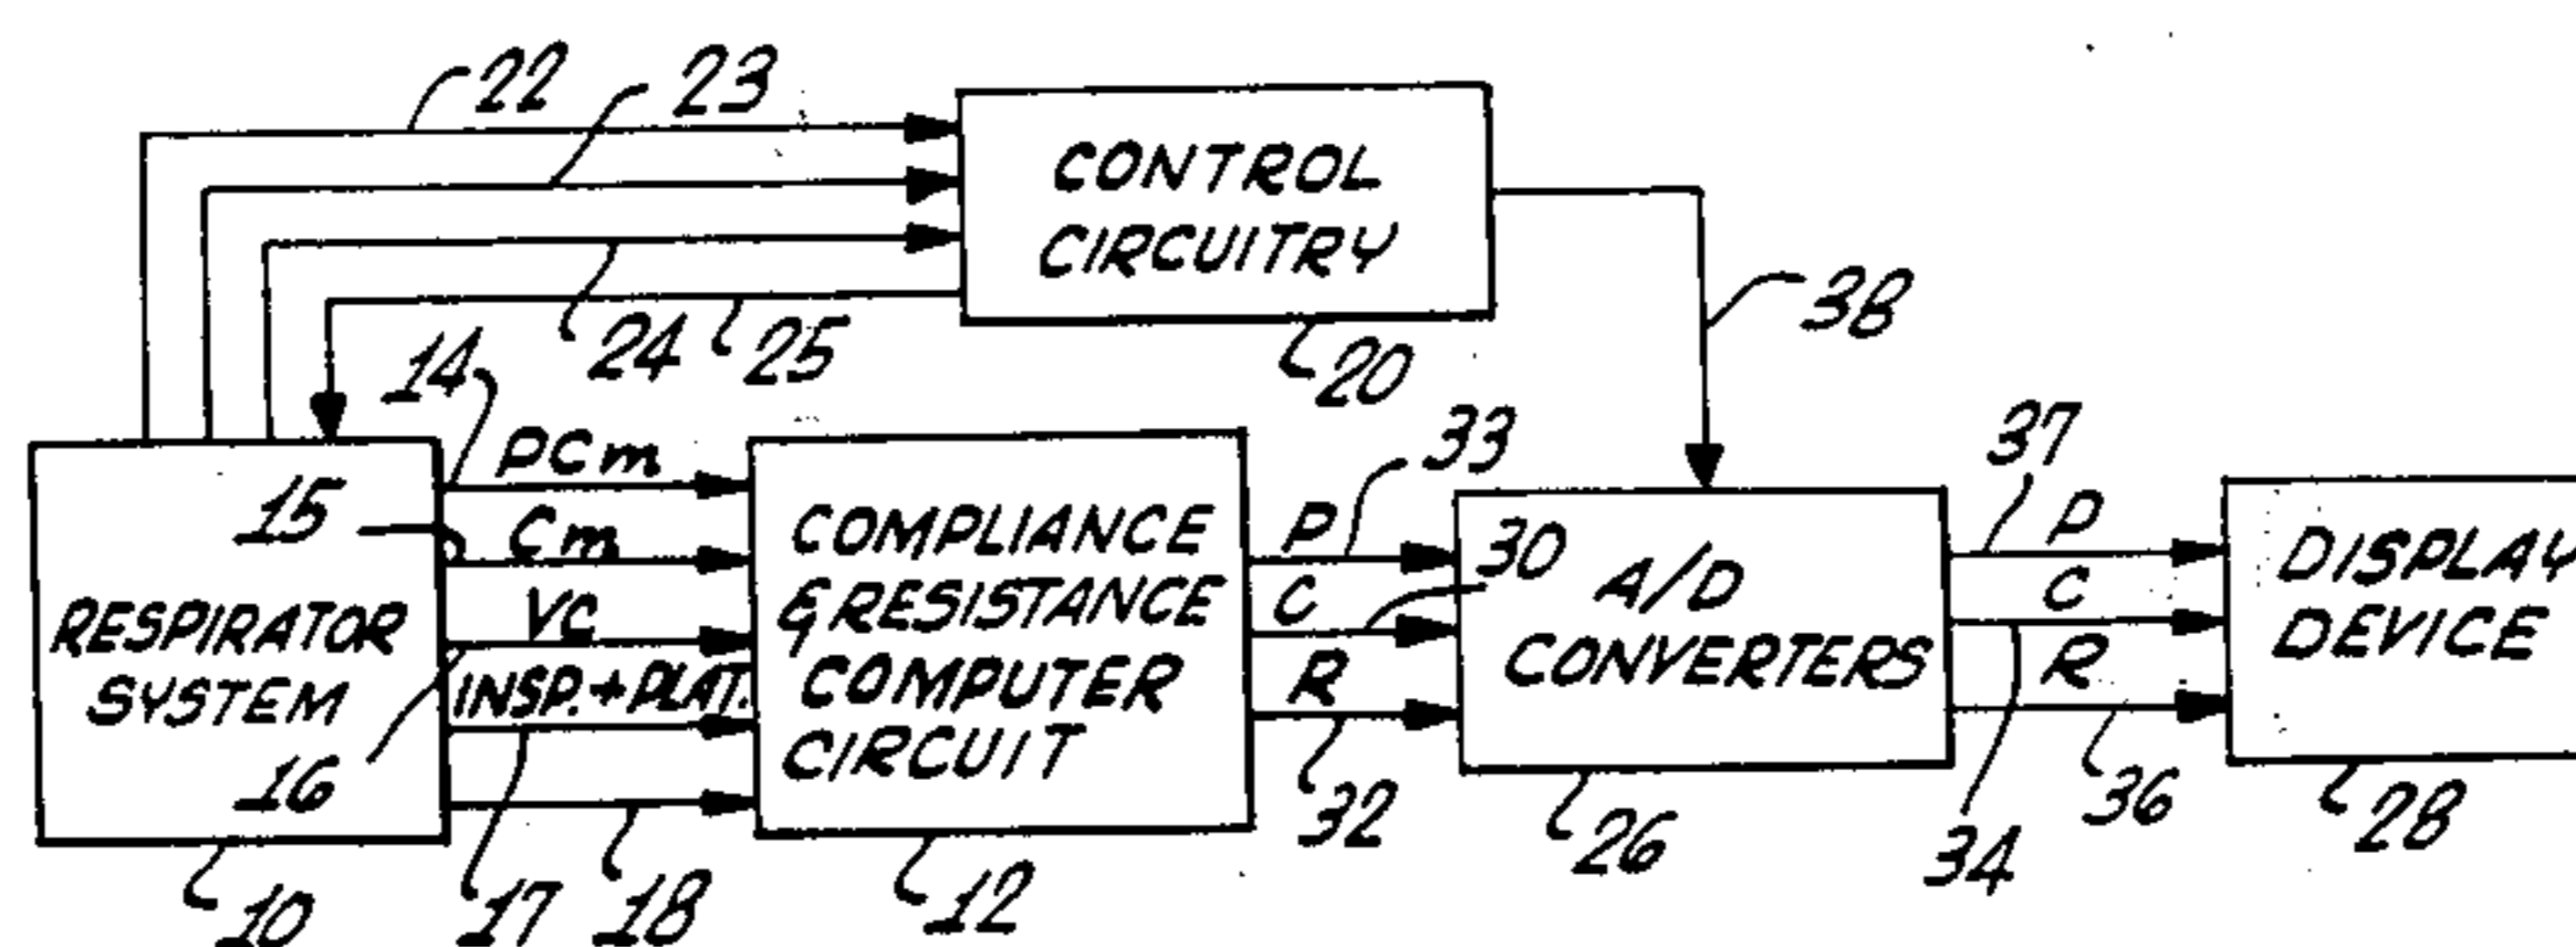 22
23
CONTROL
CIRCUITRY
38
24
25
20
14
PCm
15
Cm
VC
INSP.+PLAT.
RESPIRATOR
SYSTEM
16
10
17
18
COMPLIANCE
& RESISTANCE
COMPUTER
CIRCUIT
12
33
P
C
R
30
32
A/D
CONVERTERS
26
37
P
C
R
34
36
DISPLAY
DEVICE
28